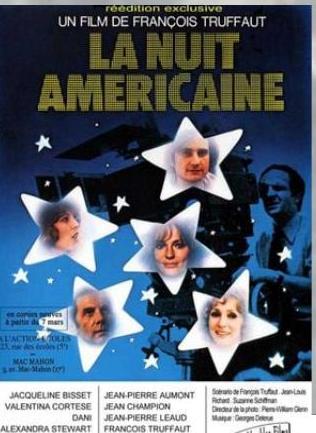 réédition exclusive
UN FILM DE FRANÇOIS TRUFFAUT
LA NUIT
AMERICAINE
en copies neuves
à partir du 7 mars
A L'ACTION ETOILES
23, rue des écoles (5e)
MAC MAHON
5, av. Mac-Mahon (17e)
JACQUELINE BISSET
VALENTINA CORTESE
DANI
ALEXANDRA STEWART
JEAN-PIERRE AUMONT
JEAN CHAMPION
JEAN-PIERRE LEAUD
FRANCOIS TRUFFAUT
Scénario de François Truffaut, Jean-Louis
Richard, Suzanne Schiffman
Directeur de la photo : Pierre-William Glenn
Musique : Georges Delerue